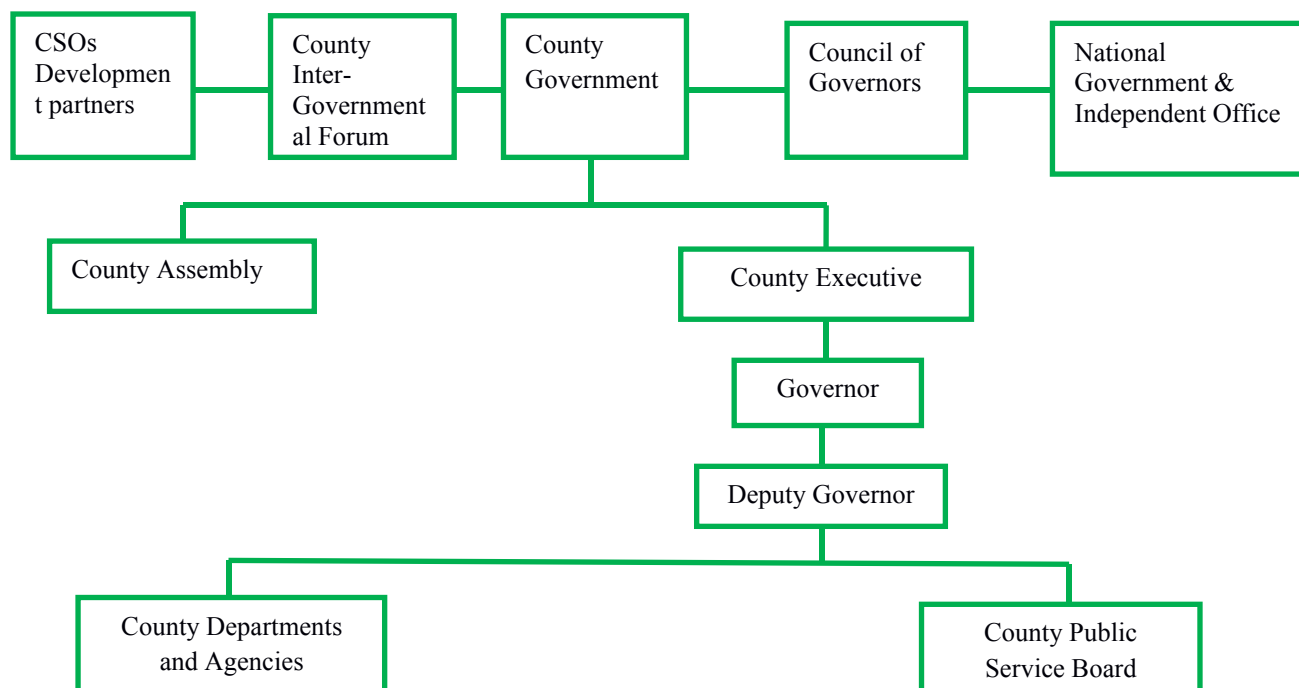 CSOs
Developmen
t partners
County
Inter-
Government
al Forum
County
Government
Council of
Governors
National
Government &
Independent Office
County Assembly
County Executive
Governor
Deputy Governor
County Departments
and Agencies
County Public
Service Board